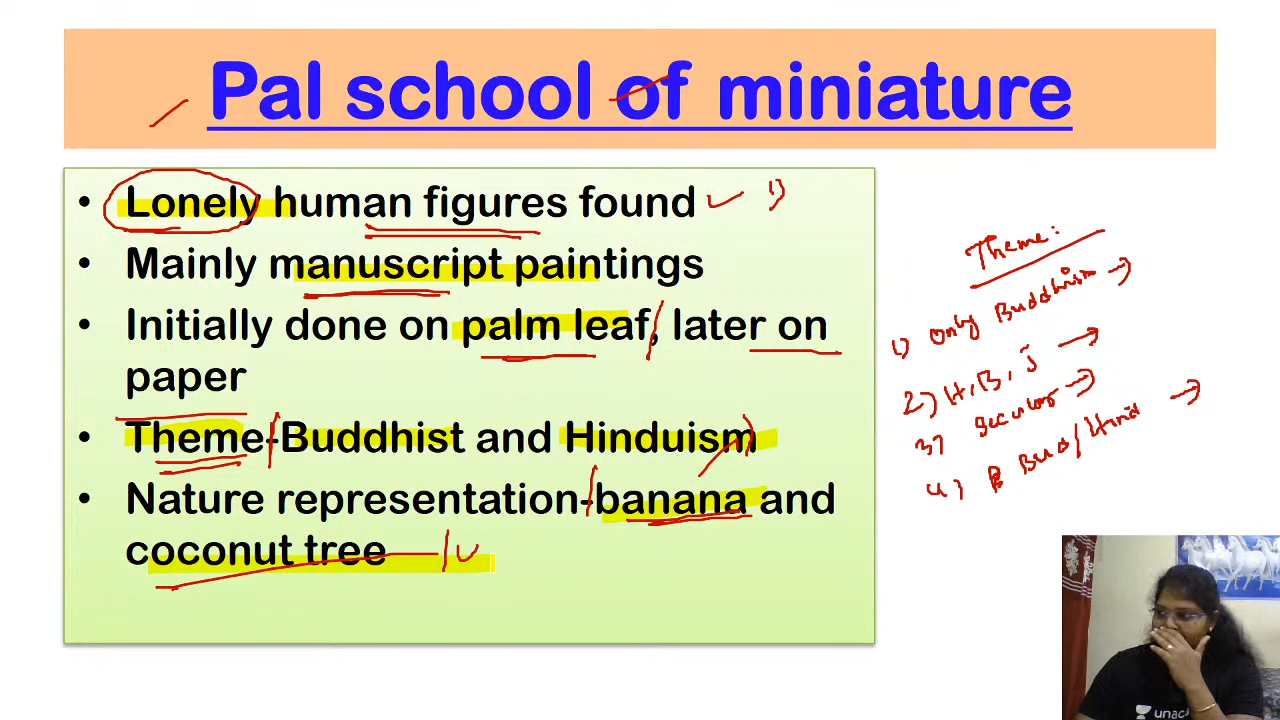 Pal school of miniature
• Lonely human figures found 1)
• Mainly manuscript paintings
• Initially done on palm leaf, later on
paper
• Theme-Buddhist and Hinduism
• Nature representation-banana and
coconut tree
Theme:
1) only Buddhism →
2) H, B, J →
3) secular →
4) Bud/Hind →
unac